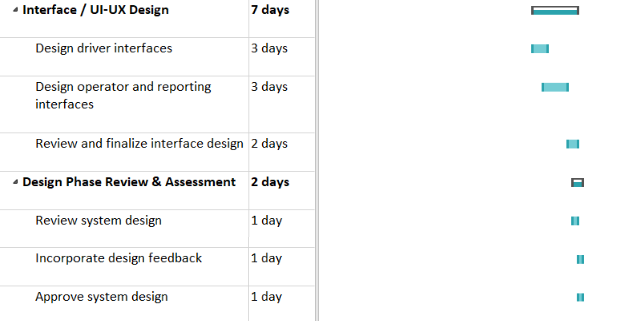 Interface / UI-UX Design 7 days
Design driver interfaces 3 days
Design operator and reporting 3 days
interfaces
Review and finalize interface design 2 days
Design Phase Review & Assessment 2 days
Review system design 1 day
Incorporate design feedback 1 day
Approve system design 1 day